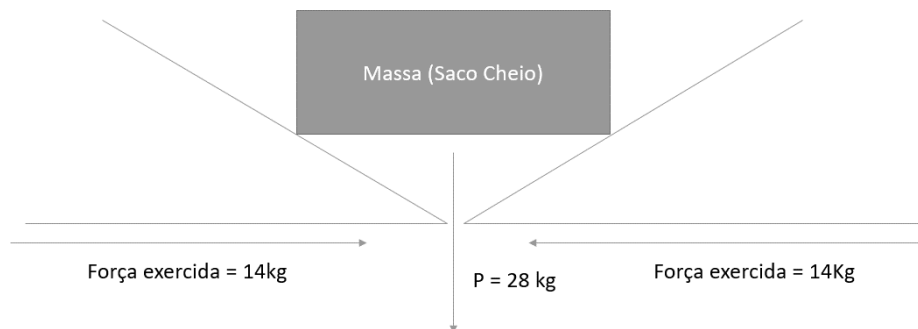 Massa (Saco Cheio)
Força exercida = 14kg
P = 28 kg
Força exercida = 14Kg